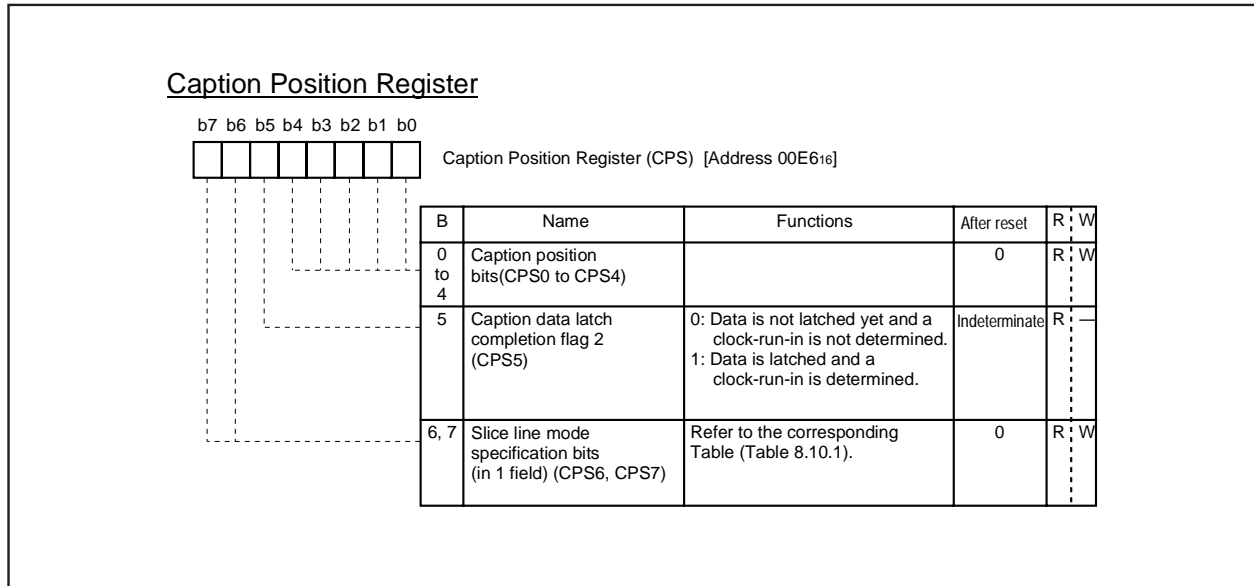 Caption Position Register
b7 b6 b5 b4 b3 b2 b1 b0
Caption Position Register (CPS) [Address 00E616]
B Name Functions After reset R W
0 to 4 Caption position bits(CPS0 to CPS4) 0 R W
5 Caption data latch completion flag 2 (CPS5) 0: Data is not latched yet and a clock-run-in is not determined. 1: Data is latched and a clock-run-in is determined. Indeterminate R —
6, 7 Slice line mode specification bits (in 1 field) (CPS6, CPS7) Refer to the corresponding Table (Table 8.10.1). 0 R W